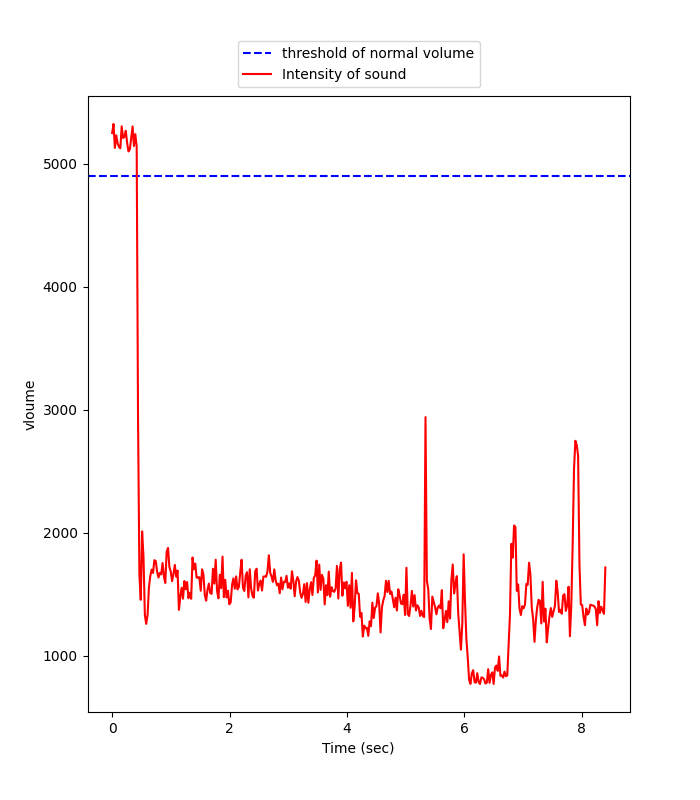 threshold of normal volume
Intensity of sound
5000
4000
3000
2000
1000
vloume
0 2 4 6 8
Time (sec)